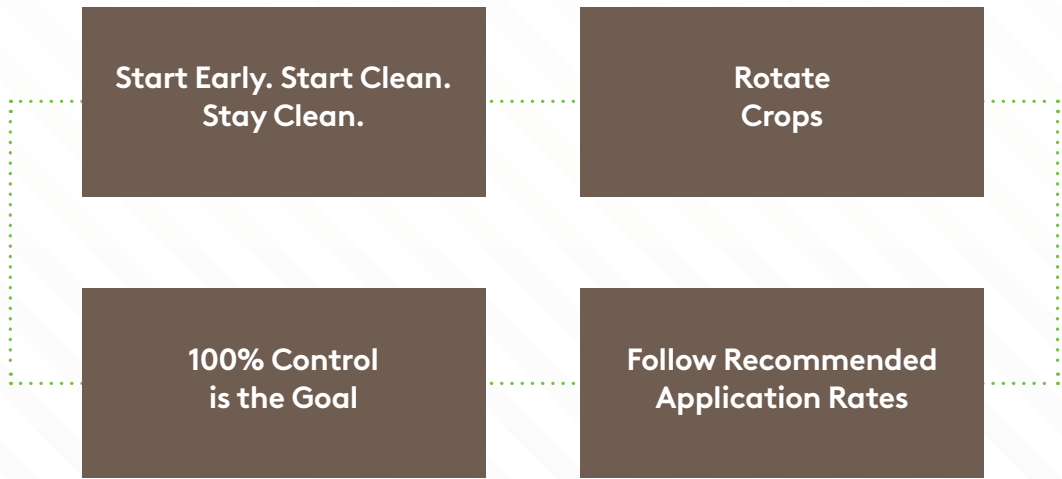 Start Early. Start Clean.
Stay Clean.
Rotate
Crops
100% Control
is the Goal
Follow Recommended
Application Rates